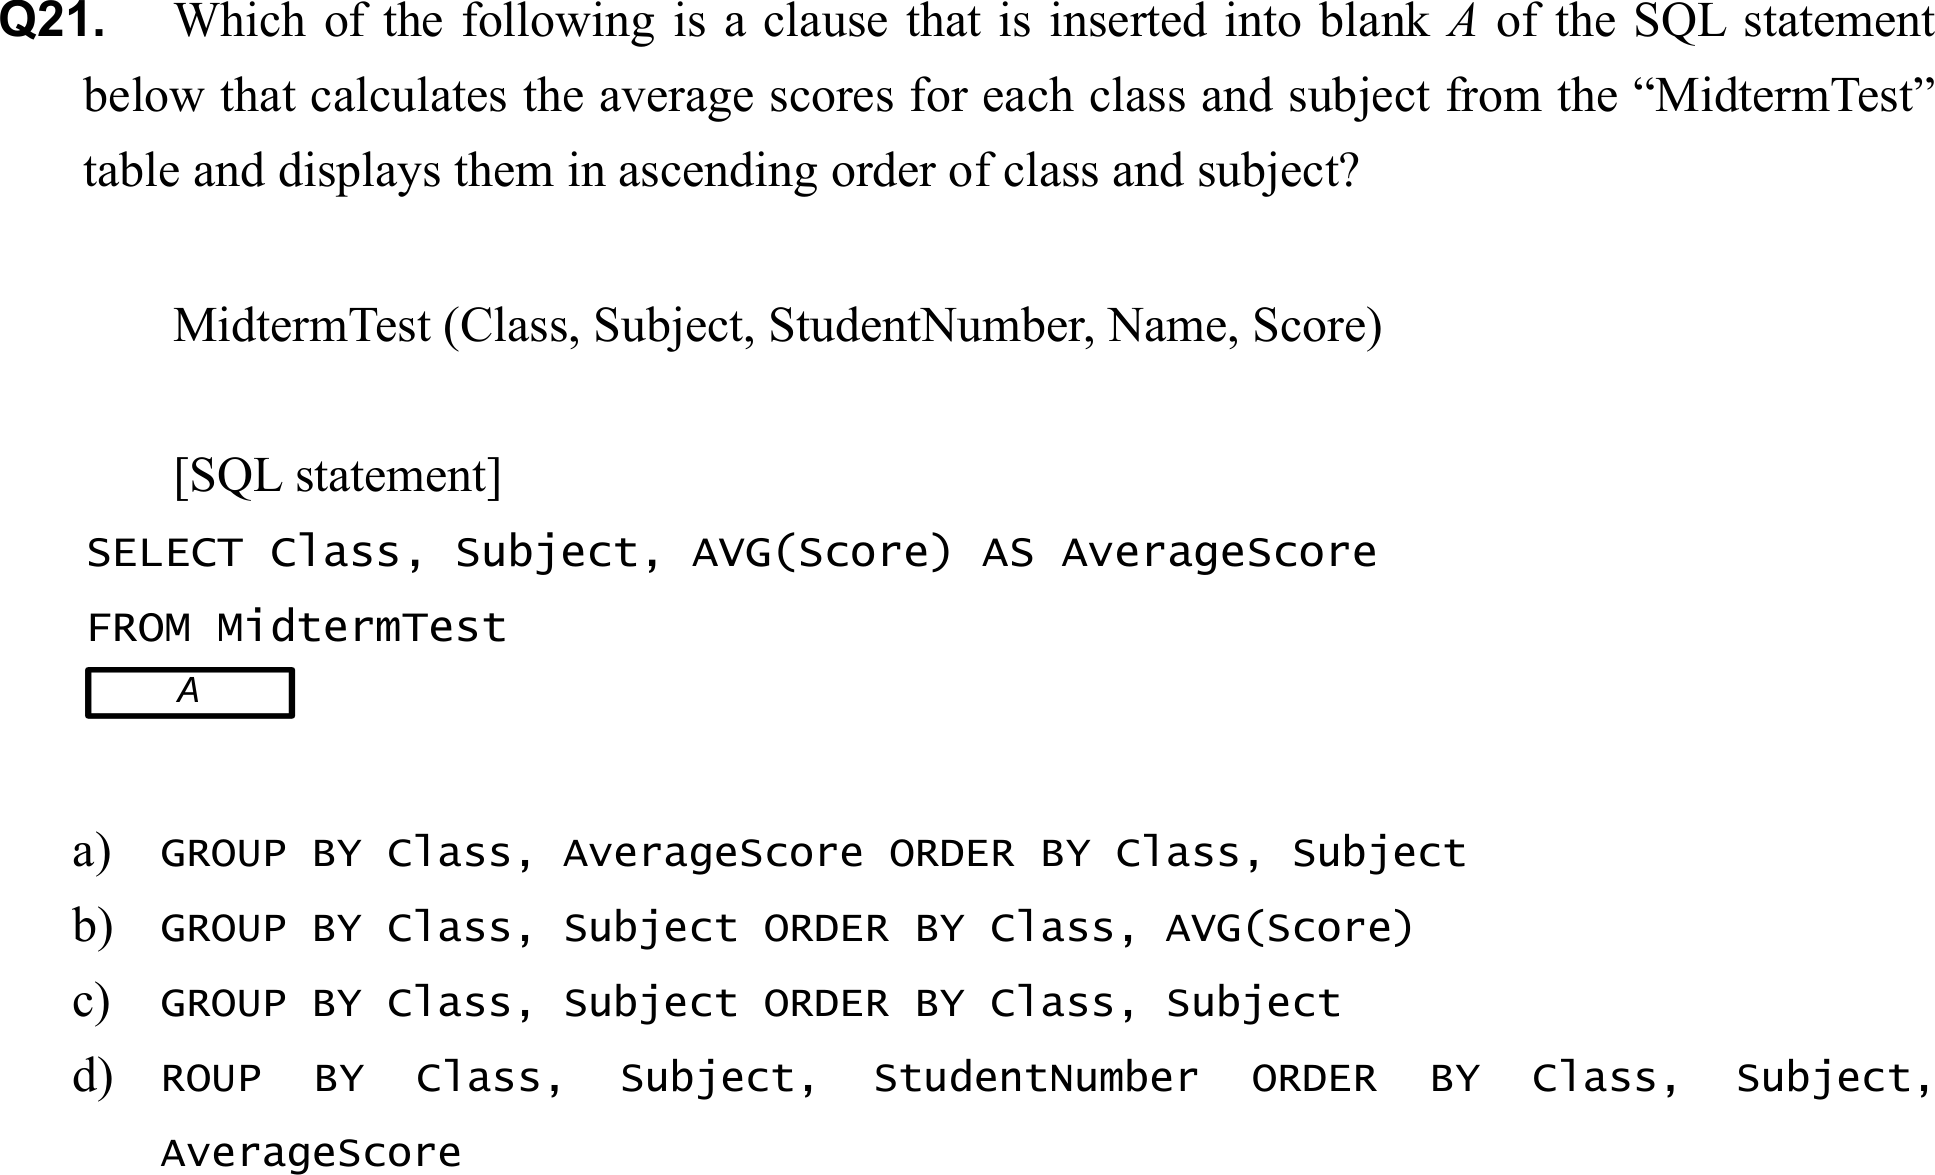 Q21. Which of the following is a clause that is inserted into blank A of the SQL statement
below that calculates the average scores for each class and subject from the “MidtermTest”
table and displays them in ascending order of class and subject?
MidtermTest (Class, Subject, StudentNumber, Name, Score)
[SQL statement]
SELECT Class, Subject, AVG(Score) AS AverageScore
FROM MidtermTest
A
a) GROUP BY Class, AverageScore ORDER BY Class, Subject
b) GROUP BY Class, Subject ORDER BY Class, AVG(Score)
c) GROUP BY Class, Subject ORDER BY Class, Subject
d) ROUP BY Class, Subject, StudentNumber ORDER BY Class, Subject,
AverageScore